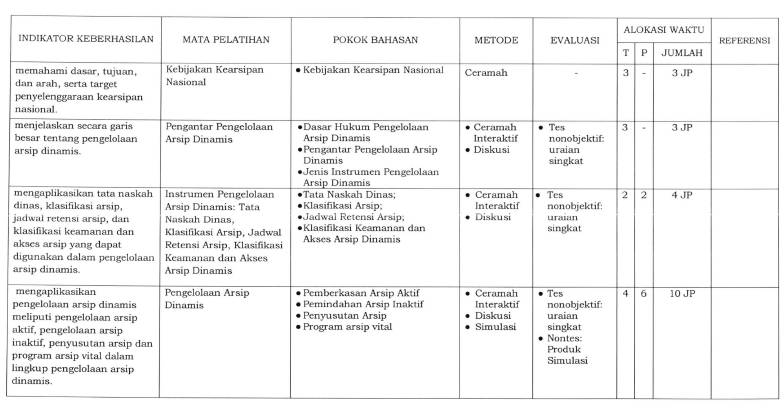 INDIKATOR KEBERHASILAN
MATA PELATIHAN
POKOK BAHASAN
METODE
EVALUASI
ALOKASI WAKTU
T P JUMLAH
REFERENSI
memahami dasar, tujuan,
dan arah, serta target
penyelenggaraan kearsipan
nasional.
Kebijakan Kearsipan
Nasional
●Kebijakan Kearsipan Nasional
Ceramah
-
3
-
3 JP
menjelaskan secara garis
besar tentang pengelolaan
arsip dinamis.
Pengantar Pengelolaan
Arsip Dinamis
●Dasar Hukum Pengelolaan
Arsip Dinamis
●Pengantar Pengelolaan Arsip
Dinamis
●Jenis Instrumen Pengelolaan
Arsip Dinamis
● Ceramah
Interaktif
● Diskusi
● Tes
nonobjektif:
uraian
singkat
3
-
3 JP
mengaplikasikan tata naskah
dinas, klasifikasi arsip,
jadwal retensi arsip, dan
klasifikasi keamanan dan
akses arsip yang dapat
digunakan dalam pengelolaan
arsip dinamis.
Instrumen Pengelolaan
Arsip Dinamis: Tata
Naskah Dinas,
Klasifikasi Arsip, Jadwal
Retensi Arsip, Klasifikasi
Keamanan dan Akses
Arsip Dinamis
●Tata Naskah Dinas;
●Klasifikasi Arsip;
●Jadwal Retensi Arsip;
●Klasifikasi Keamanan dan
Akses Arsip Dinamis
● Ceramah
Interaktif
● Diskusi
● Tes
nonobjektif:
uraian
singkat
2
2
4 JP
mengaplikasikan
pengelolaan arsip dinamis
meliputi pengelolaan arsip
aktif, pengelolaan arsip
inaktif, penyusutan arsip dan
program arsip vital dalam
lingkup pengelolaan arsip
dinamis.
Pengelolaan Arsip
Dinamis
●Pemberkasan Arsip Aktif
●Pemindahan Arsip Inaktif
●Penyusutan Arsip
●Program arsip vital
● Ceramah
Interaktif
● Diskusi
● Simulasi
● Tes
nonobjektif:
uraian
singkat
● Nontes:
Produk
Simulasi
4
6
10 JP